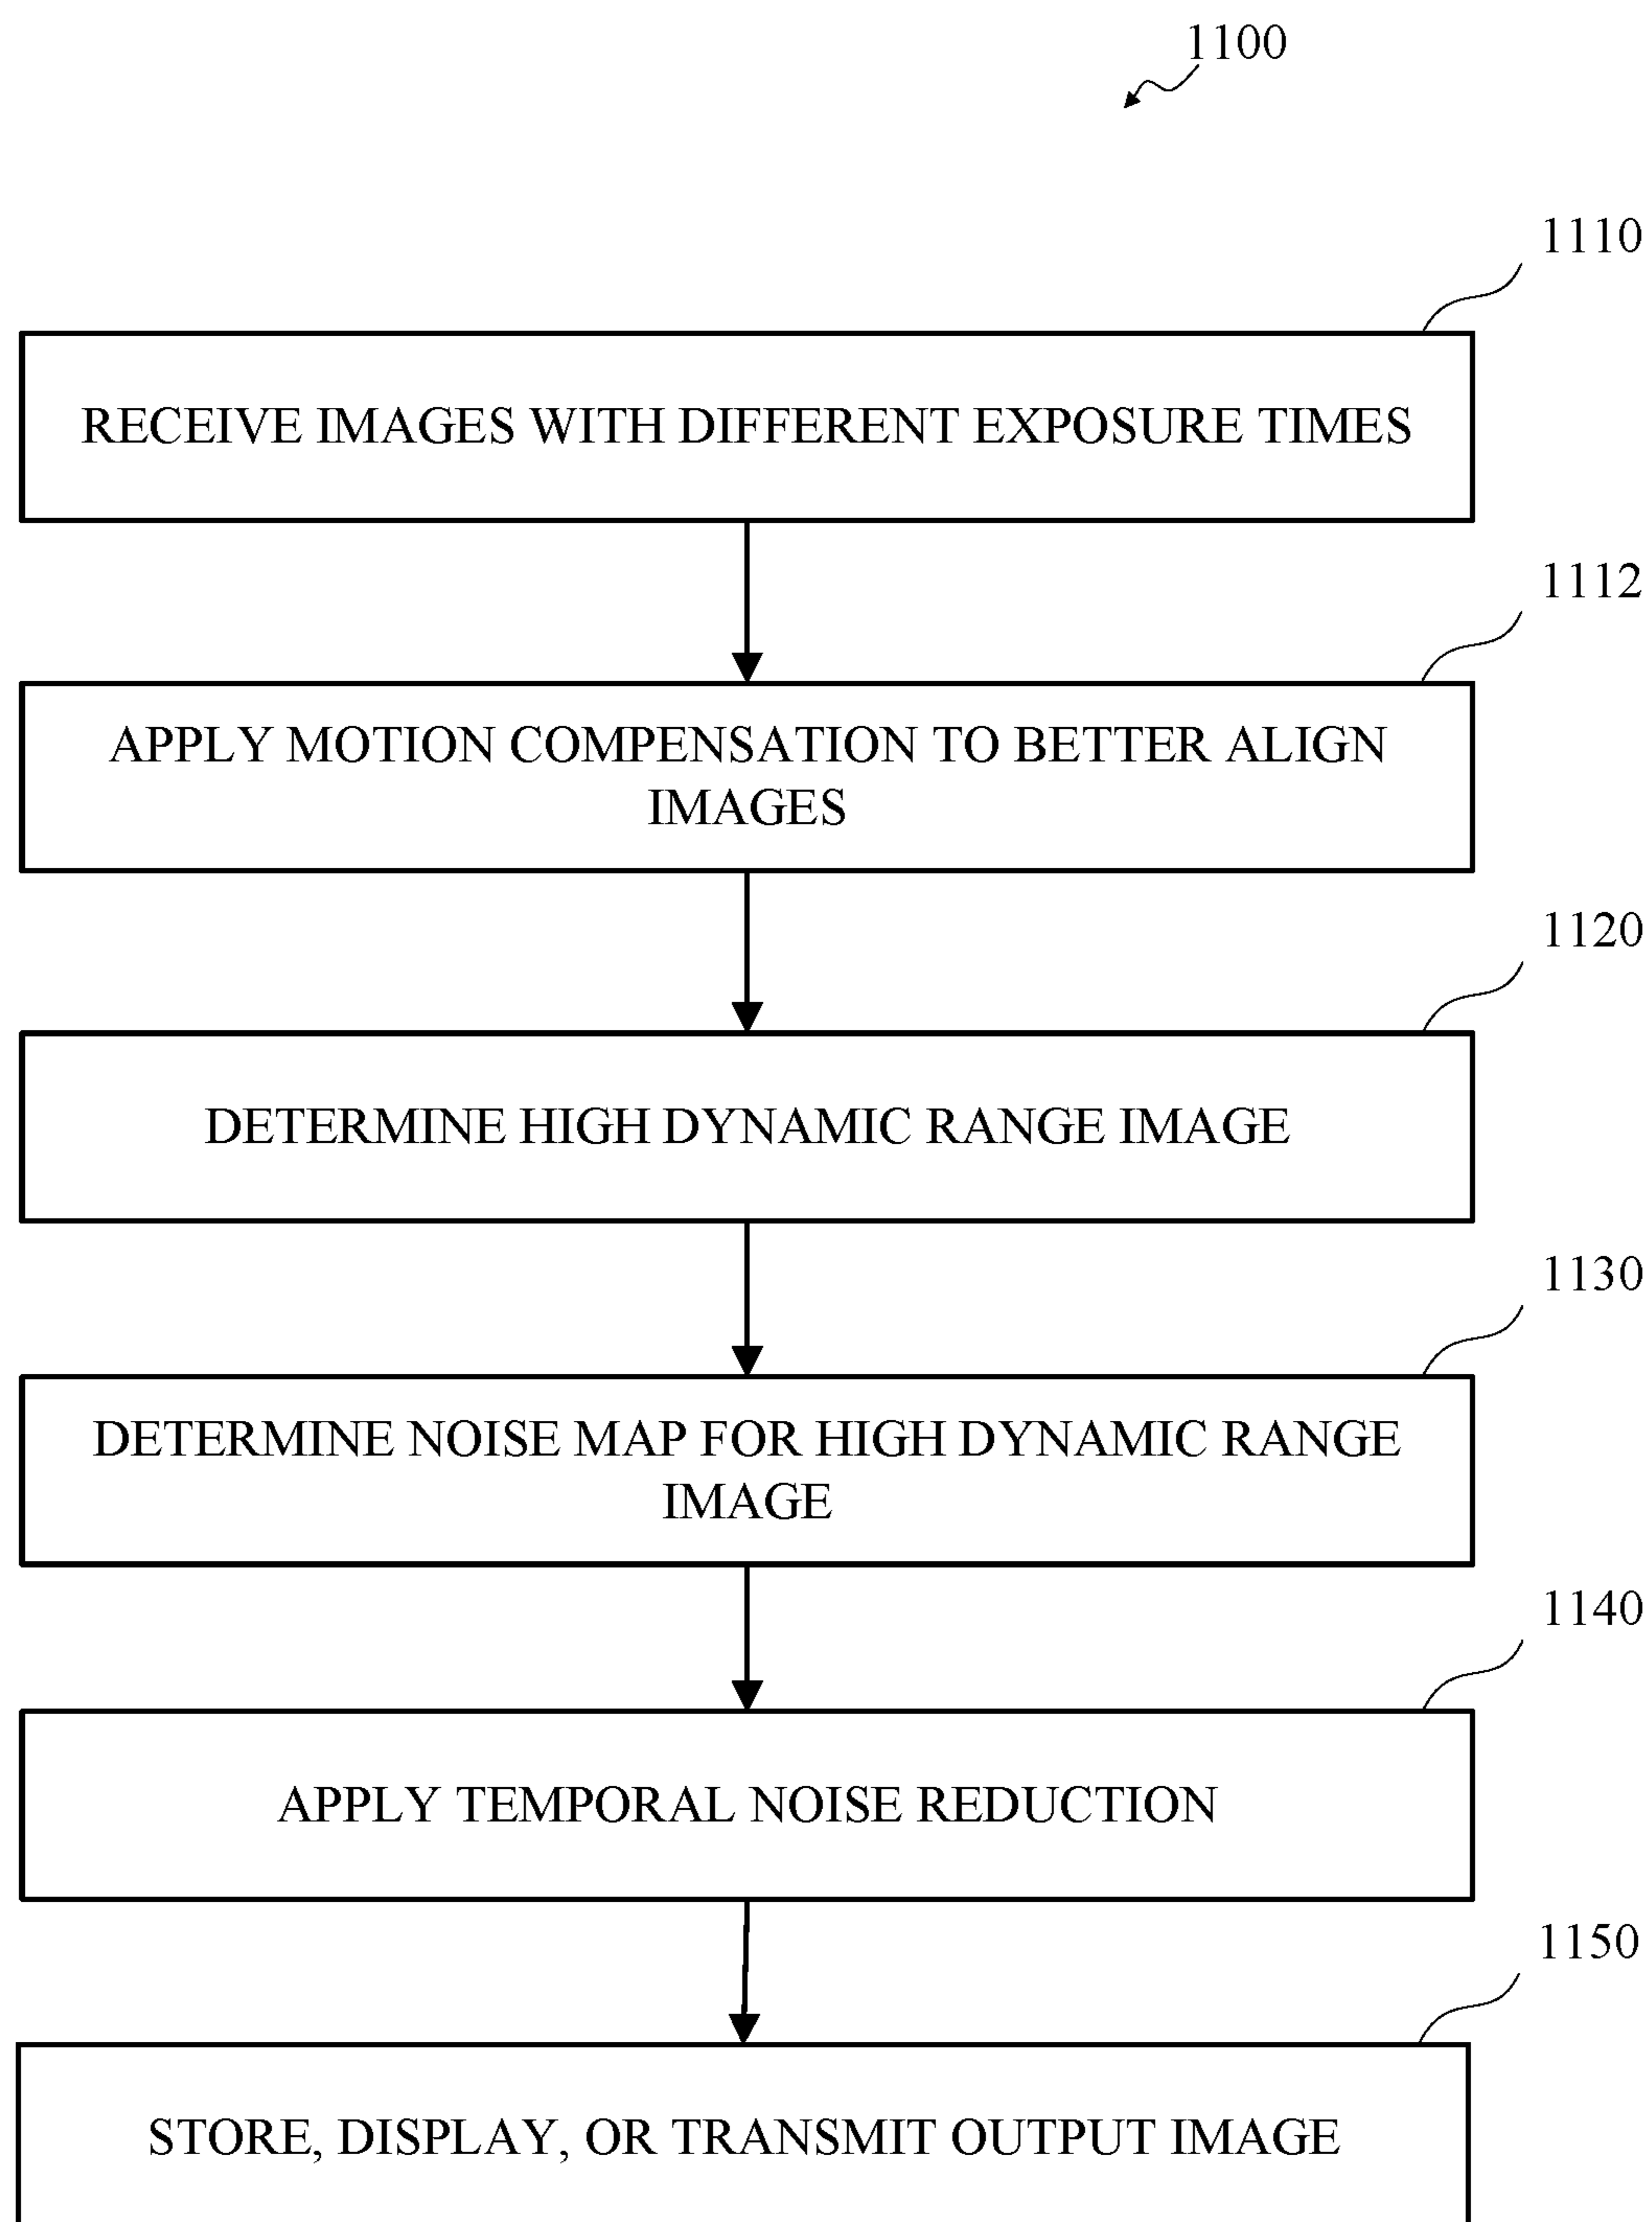 1100
1110
RECEIVE IMAGES WITH DIFFERENT EXPOSURE TIMES
1112
APPLY MOTION COMPENSATION TO BETTER ALIGN
IMAGES
1120
DETERMINE HIGH DYNAMIC RANGE IMAGE
1130
DETERMINE NOISE MAP FOR HIGH DYNAMIC RANGE
IMAGE
1140
APPLY TEMPORAL NOISE REDUCTION
1150
STORE, DISPLAY, OR TRANSMIT OUTPUT IMAGE